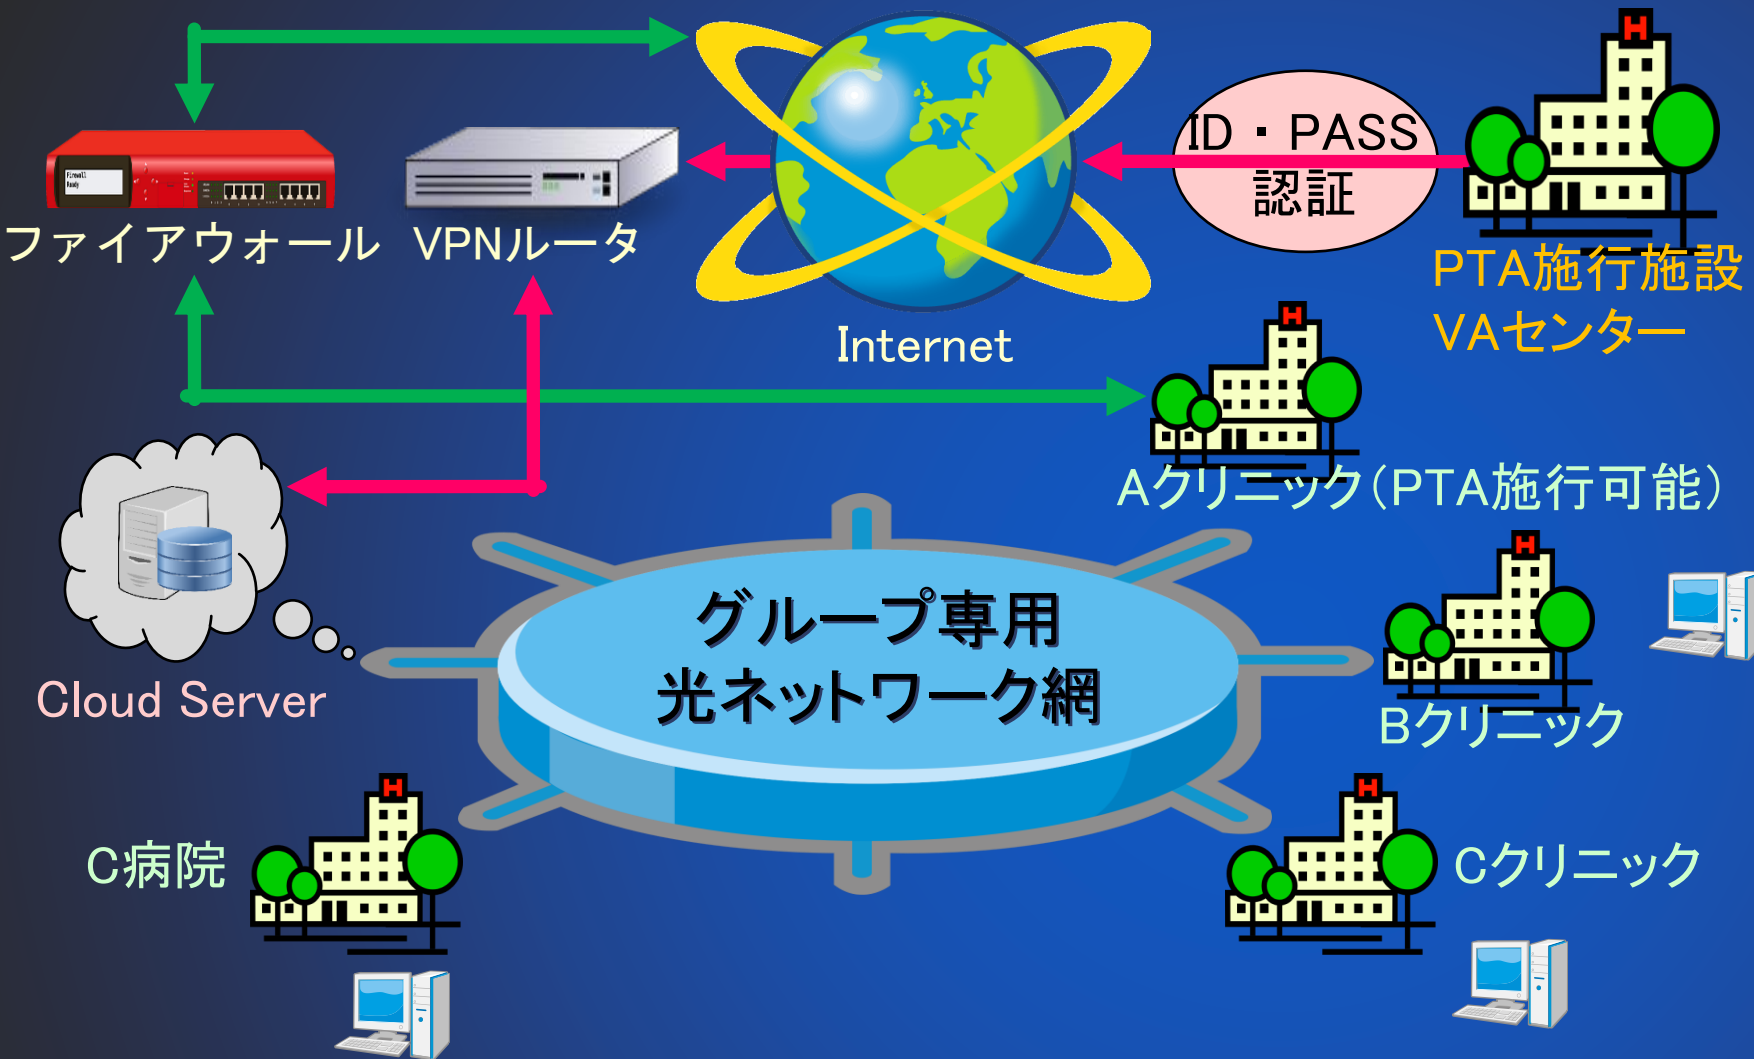 ID・PASS
認証
Firewall
Ready
ファイアウォール
VPNルータ
Internet
PTA施行施設
VAセンター
Aクリニック(PTA施行可能)
グループ専用
光ネットワーク網
Cloud Server
Bクリニック
C病院
Cクリニック
H
H
H
H
H